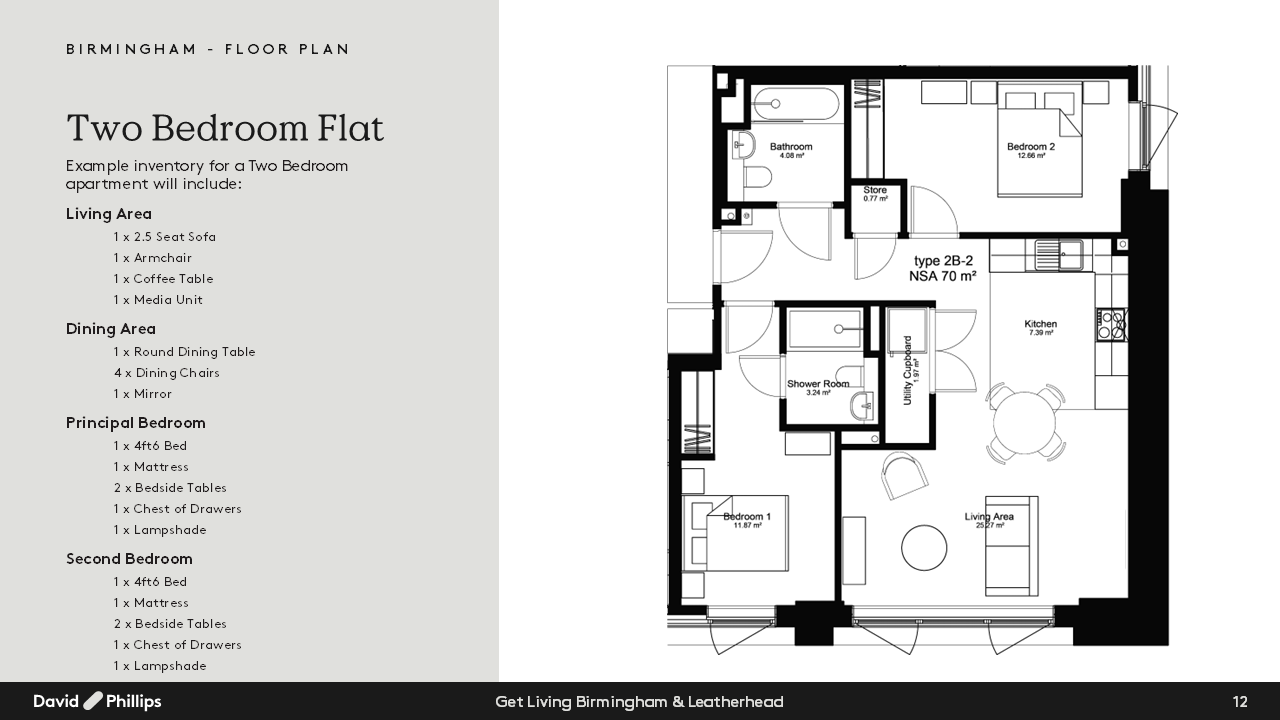 BIRMINGHAM - FLOOR PLAN
Two Bedroom Flat
Example inventory for a Two Bedroom
apartment will include:
Living Area
1 x 2.5 Seat Sofa
1 x Armchair
1 x Coffee Table
1 x Media Unit
Dining Area
1 x Round Dining Table
4 x Dining Chairs
1 x Mirror
Principal Bedroom
1 x 4ft6 Bed
1 x Mattress
2 x Bedside Tables
1 x Chest of Drawers
1 x Lampshade
Second Bedroom
1 x 4ft6 Bed
1 x Mattress
2 x Bedside Tables
1 x Chest of Drawers
1 x Lampshade
Bathroom
4.08 m²
Bedroom 2
12.66 m²
Store
0.77 m²
type 2B-2
NSA 70 m²
Kitchen
7.39 m²
Utility Cupboard
1.97 m²
Shower Room
3.24 m²
Bedroom 1
11.87 m²
Living Area
25.27 m²
David Phillips
Get Living Birmingham & Leatherhead
12